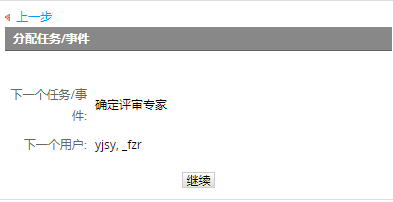 上一步
分配任务/事件
下一个任务/事
件:
确定评审专家
下一个用户: yjsy, _fzr
继续